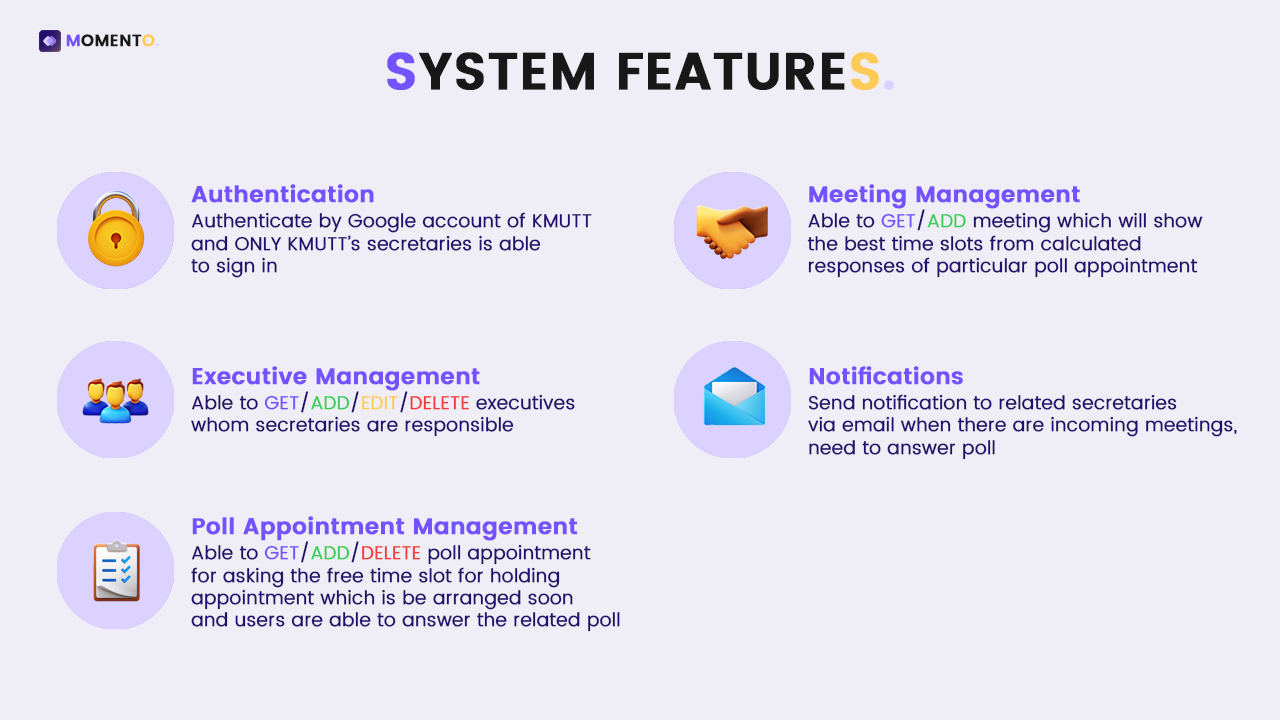 MOMENTO.
SYSTEM FEATURES.
Authentication
Authenticate by Google account of KMUTT
and ONLY KMUTT's secretaries is able
to sign in
Executive Management
Able to GET/ADD/EDIT/DELETE executives
whom secretaries are responsible
Poll Appointment Management
Able to GET/ADD/DELETE poll appointment
for asking the free time slot for holding
appointment which is be arranged soon
and users are able to answer the related poll
Meeting Management
Able to GET/ADD meeting which will show
the best time slots from calculated
responses of particular poll appointment
Notifications
Send notification to related secretaries
via email when there are incoming meetings,
need to answer poll